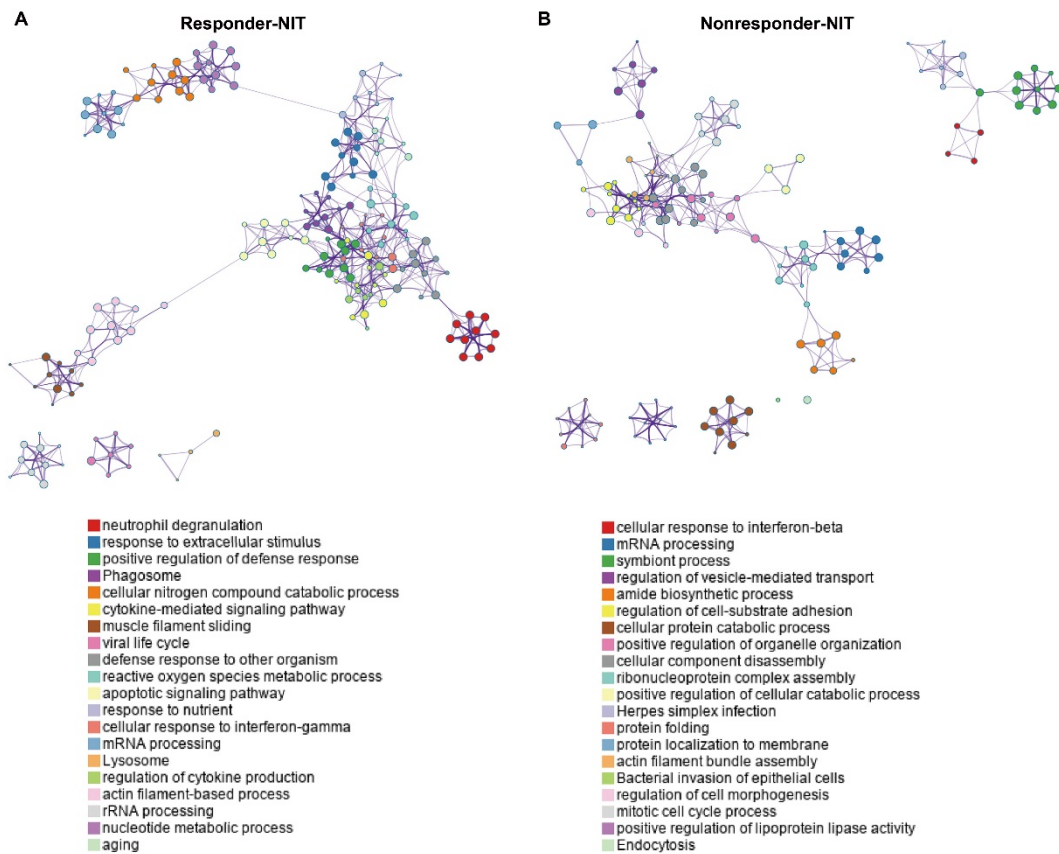 A
Responder-NIT
B
Nonresponder-NIT
neutrophil degranulation
response to extracellular stimulus
positive regulation of defense response
Phagosome
cellular nitrogen compound catabolic process
cytokine-mediated signaling pathway
muscle filament sliding
viral life cycle
defense response to other organism
reactive oxygen species metabolic process
apoptotic signaling pathway
response to nutrient
cellular response to interferon-gamma
mRNA processing
Lysosome
regulation of cytokine production
actin filament-based process
rRNA processing
nucleotide metabolic process
aging
cellular response to interferon-beta
mRNA processing
symbiont process
regulation of vesicle-mediated transport
amide biosynthetic process
regulation of cell-substrate adhesion
cellular protein catabolic process
positive regulation of organelle organization
cellular component disassembly
ribonucleoprotein complex assembly
positive regulation of cellular catabolic process
Herpes simplex infection
protein folding
protein localization to membrane
actin filament bundle assembly
Bacterial invasion of epithelial cells
regulation of cell morphogenesis
mitotic cell cycle process
positive regulation of lipoprotein lipase activity
Endocytosis